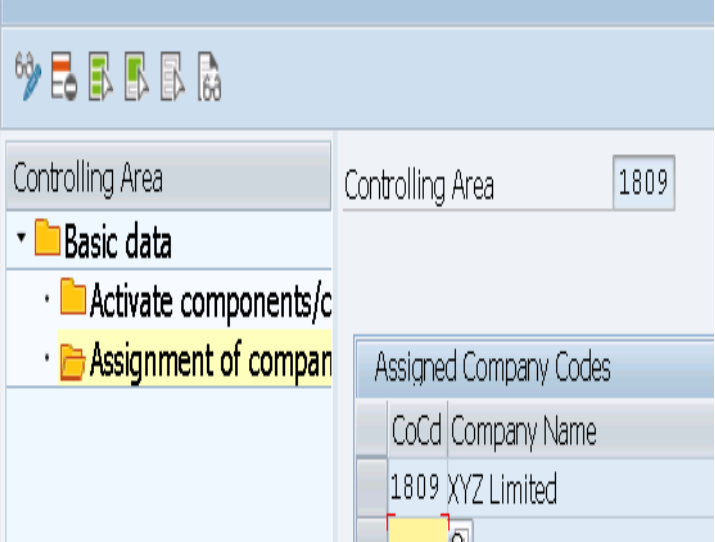 Controlling Area
Basic data
Activate components/c
Assignment of compan
Controlling Area 1809
Assigned Company Codes
CoCd Company Name
1809 XYZ Limited